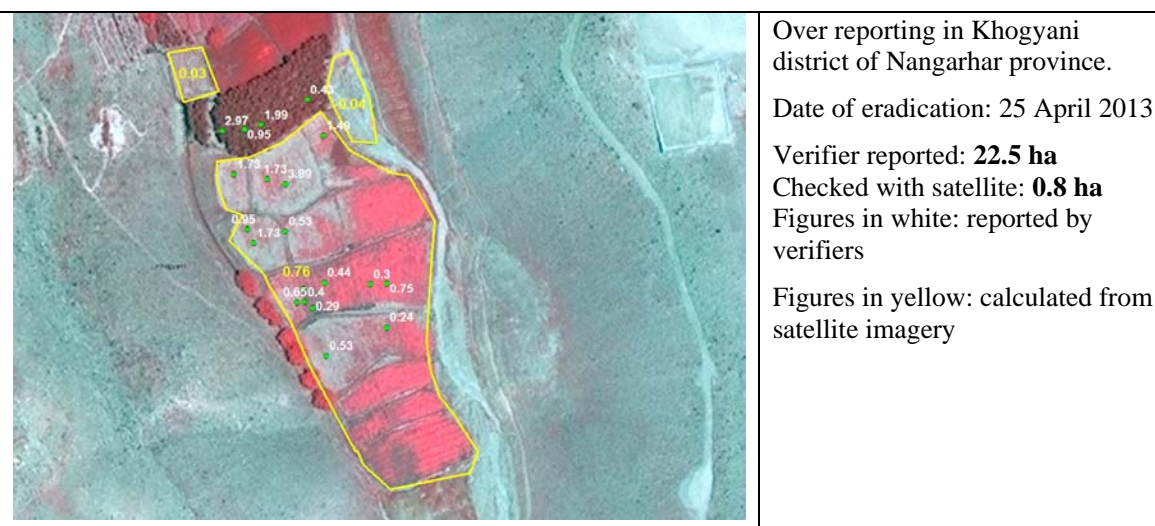 0.03
0.43
-0.04
2.97
1.99
0.95
1.49
1.73
1.73
3.89
0.95
0.53
1.73
0.76
0.44
0.3
0.65
0.4
0.75
0.29
0.24
0.53
Over reporting in Khogyani
district of Nangarhar province.
Date of eradication: 25 April 2013
Verifier reported: 22.5 ha
Checked with satellite: 0.8 ha
Figures in white: reported by
verifiers
Figures in yellow: calculated from
satellite imagery